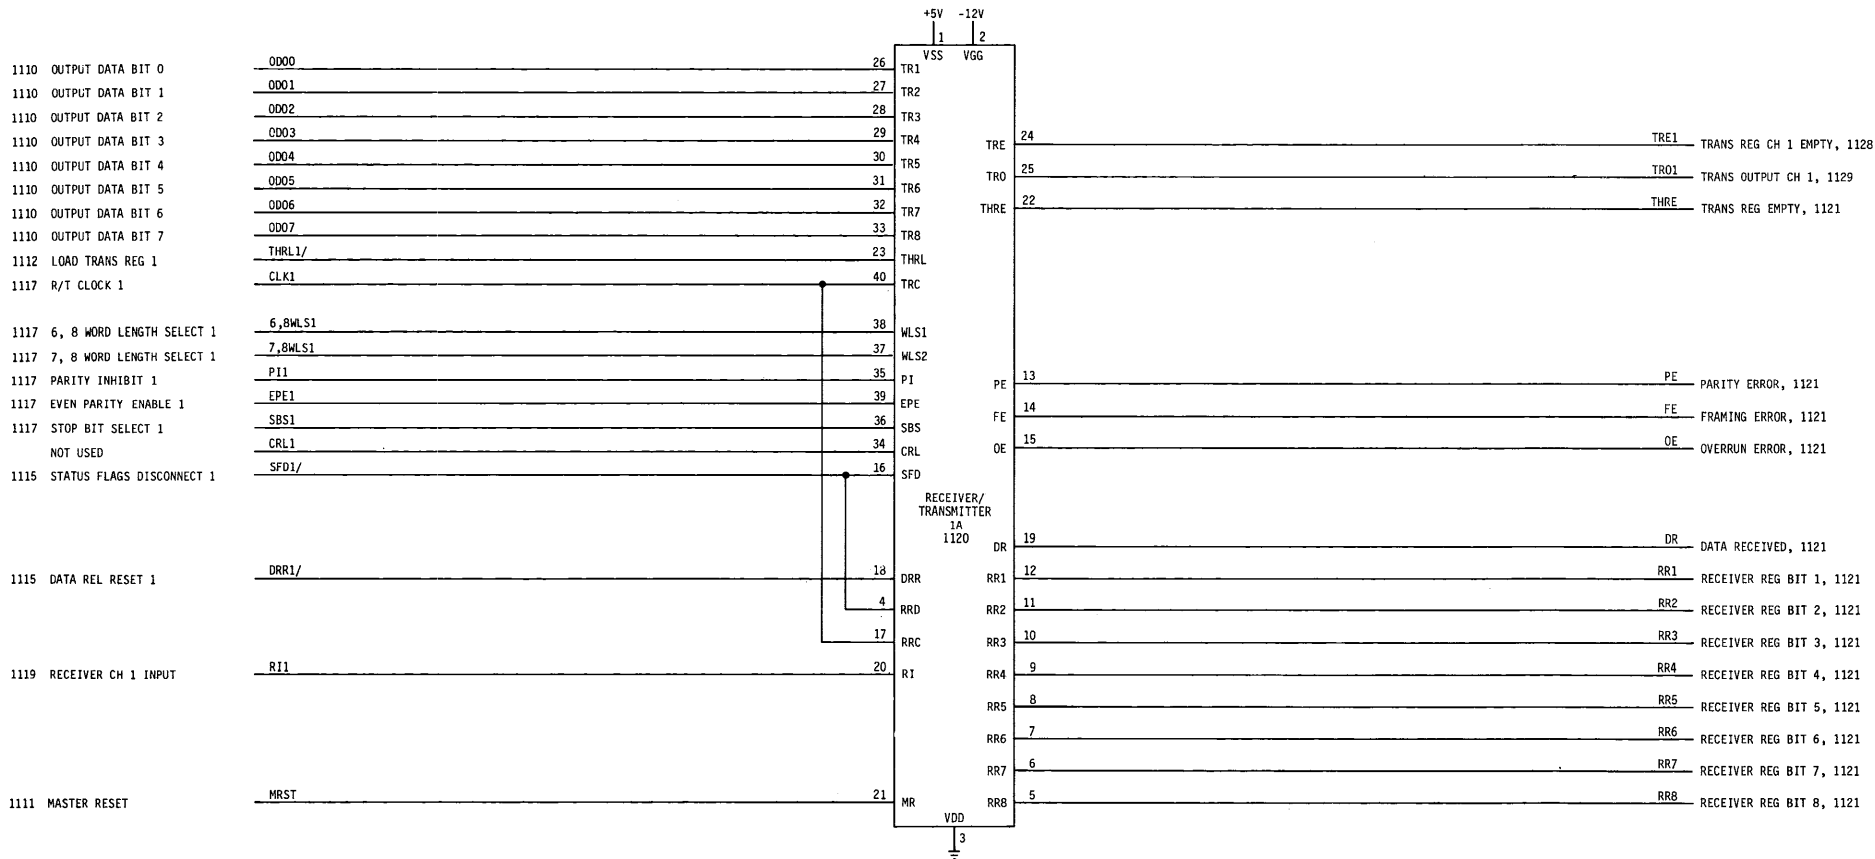 +5V -12V
1 2
VSS VGG
1110 OUTPUT DATA BIT 0 OD00 26 TR1
1110 OUTPUT DATA BIT 1 OD01 27 TR2
1110 OUTPUT DATA BIT 2 OD02 28 TR3
1110 OUTPUT DATA BIT 3 OD03 29 TR4
1110 OUTPUT DATA BIT 4 OD04 30 TR5
1110 OUTPUT DATA BIT 5 OD05 31 TR6
1110 OUTPUT DATA BIT 6 OD06 32 TR7
1110 OUTPUT DATA BIT 7 OD07 33 TR8
1112 LOAD TRANS REG 1 THRL1/ 23 THRL
1117 R/T CLOCK 1 CLK1 40 TRC
1117 6, 8 WORD LENGTH SELECT 1 6,8WLS1 38 WLS1
1117 7, 8 WORD LENGTH SELECT 1 7,8WLS1 37 WLS2
1117 PARITY INHIBIT 1 PI1 35 PI
1117 EVEN PARITY ENABLE 1 EPE1 39 EPE
1117 STOP BIT SELECT 1 SBS1 36 SBS
NOT USED CRL1 34 CRL
1115 STATUS FLAGS DISCONNECT 1 SFD1/ 16 SFD
RECEIVER/
TRANSMITTER
1A
1120
1115 DATA REL RESET 1 DRR1/ 18 DRR
4 RRD
17 RRC
1119 RECEIVER CH 1 INPUT RI1 20 RI
1111 MASTER RESET MRST 21 MR
TRE 24 TRE1 TRANS REG CH 1 EMPTY, 1128
TRO 25 TRO1 TRANS OUTPUT CH 1, 1129
THRE 22 THRE TRANS REG EMPTY, 1121
PE 13 PE PARITY ERROR, 1121
FE 14 FE FRAMING ERROR, 1121
OE 15 OE OVERRUN ERROR, 1121
DR 19 DR DATA RECEIVED, 1121
RR1 12 RR1 RECEIVER REG BIT 1, 1121
RR2 11 RR2 RECEIVER REG BIT 2, 1121
RR3 10 RR3 RECEIVER REG BIT 3, 1121
RR4 9 RR4 RECEIVER REG BIT 4, 1121
RR5 8 RR5 RECEIVER REG BIT 5, 1121
RR6 7 RR6 RECEIVER REG BIT 6, 1121
RR7 6 RR7 RECEIVER REG BIT 7, 1121
RR8 5 RR8 RECEIVER REG BIT 8, 1121
VDD
3